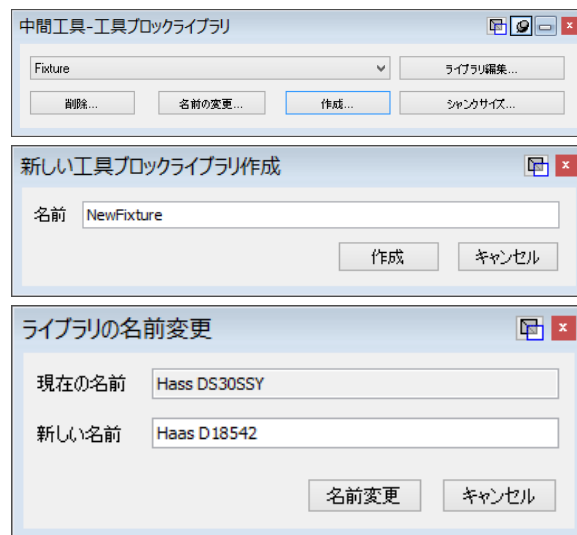 中間工具-工具ブロックライブラリ
Fixture
ライブラリ編集...
削除...
名前の変更...
作成...
シャンクサイズ...
新しい工具ブロックライブラリ作成
名前 NewFixture
作成 キャンセル
ライブラリの名前変更
現在の名前 Hass DS30SSY
新しい名前 Haas D18542
名前変更 キャンセル